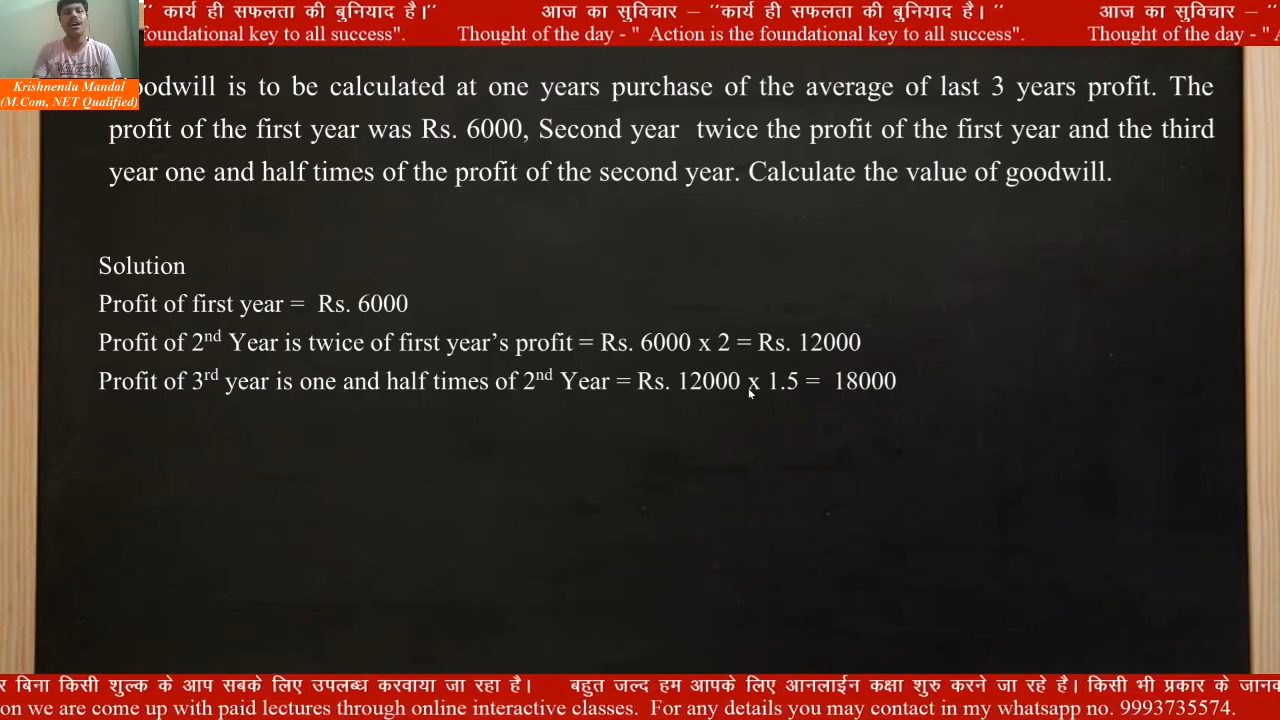 '' कार्य ही सफलता की बुनियाद है।'' आज का सुविचार – ''कार्य ही सफलता की बुनियाद है। '' आज का सुविचार – ''
foundational key to all success". Thought of the day - " Action is the foundational key to all success". Thought of the day - "
Krishnendu Mandal
(M.Com, NET Qualified)
oodwill is to be calculated at one years purchase of the average of last 3 years profit. The
profit of the first year was Rs. 6000, Second year twice the profit of the first year and the third
year one and half times of the profit of the second year. Calculate the value of goodwill.
Solution
Profit of first year = Rs. 6000
Profit of 2nd Year is twice of first year’s profit = Rs. 6000 x 2 = Rs. 12000
Profit of 3rd year is one and half times of 2nd Year = Rs. 12000 x 1.5 = 18000
र बिना किसी शुल्क के आप सबके लिए उपलब्ध करवाया जा रहा है। बहुत जल्द हम आपके लिए आनलाईन कक्षा शुरु करने जा रहे है। किसी भी प्रकार के
on we are come up with paid lectures through online interactive classes. For any details you may contact in my whatsapp no. 9993735574.